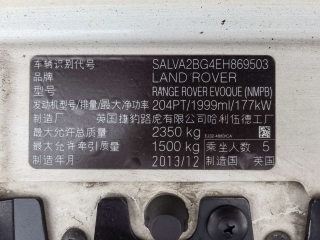 车辆识别代号 SALVA2BG4EH869503
品牌 LAND ROVER
型号 RANGE ROVER EVOQUE (NMPB)
发动机型号/排量/最大净功率 204PT/1999ml/177kW
制造厂 英国捷豹路虎有限公司哈利伍德工厂
最大允许总质量 2350 kg
最大允许牵引质量 1500 kg 乘坐人数 5
制造年月 2013/12 制造国 英国